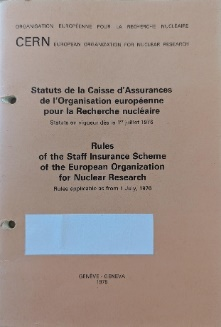 ORGANISATION EUROPÉENNE POUR LA RECHERCHE NUCLÉAIRE
CERN EUROPEAN ORGANIZATION FOR NUCLEAR RESEARCH
Statuts de la Caisse d'Assurances
de l'Organisation européenne
pour la Recherche nucléaire
Statuts en vigueur dès le 1er juillet 1976
Rules
of the Staff Insurance Scheme
of the European Organization
for Nuclear Research
Rules applicable as from 1 July, 1976
GENÈVE - GENEVA
1976